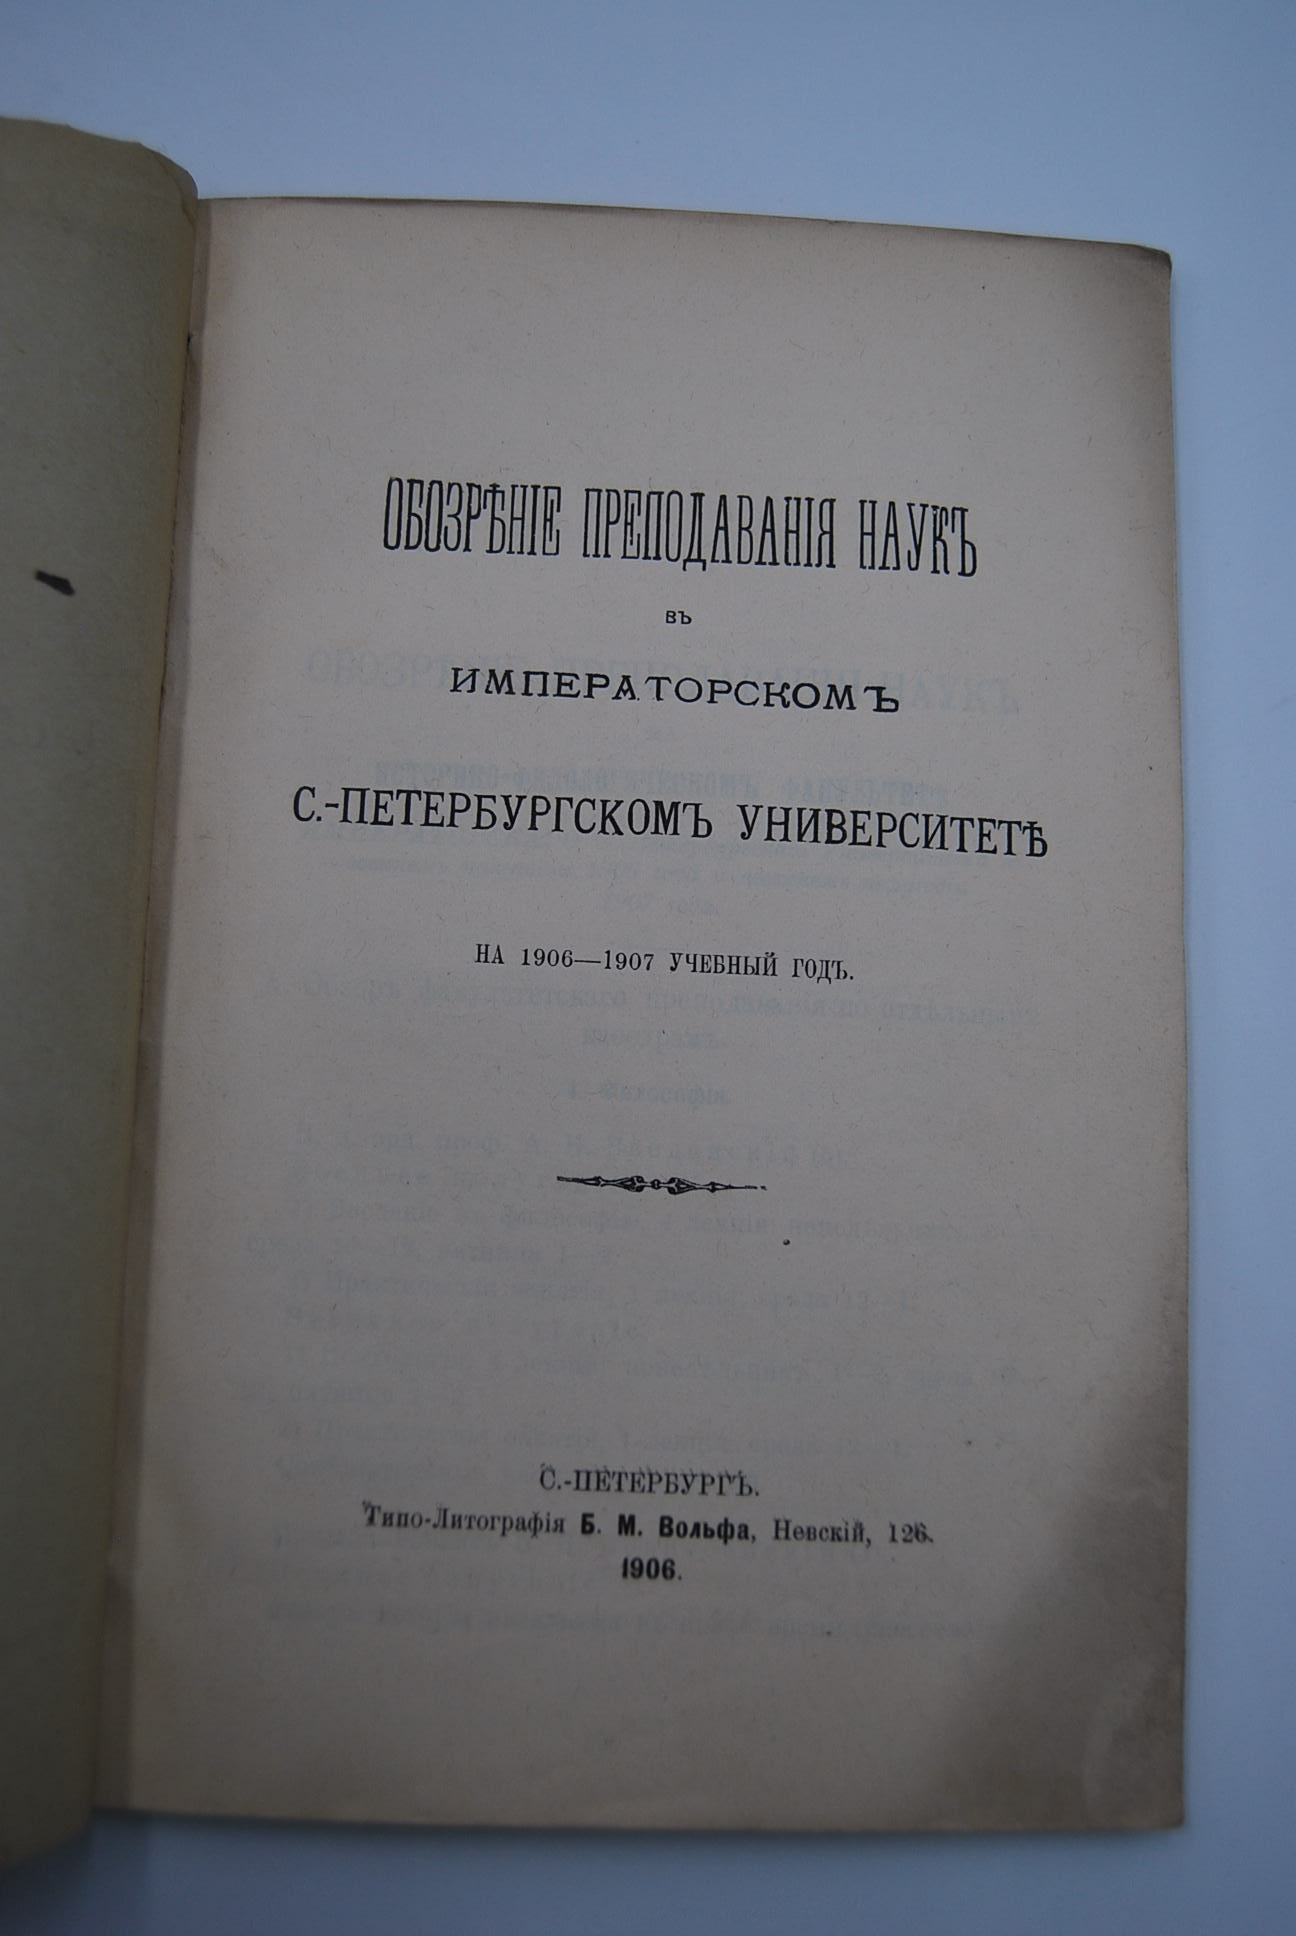 ОБОЗРѢНІЕ ПРЕПОДАВАНІЯ НАУКЪ
ВЪ
ИМПЕРАТОРСКОМЪ
С.-ПЕТЕРБУРГСКОМЪ УНИВЕРСИТЕТѢ
НА 1906—1907 УЧЕБНЫЙ ГОДЪ.
С.-ПЕТЕРБУРГЪ.
Типо-Литографія Б. М. Вольфа, Невскій, 126.
1906.